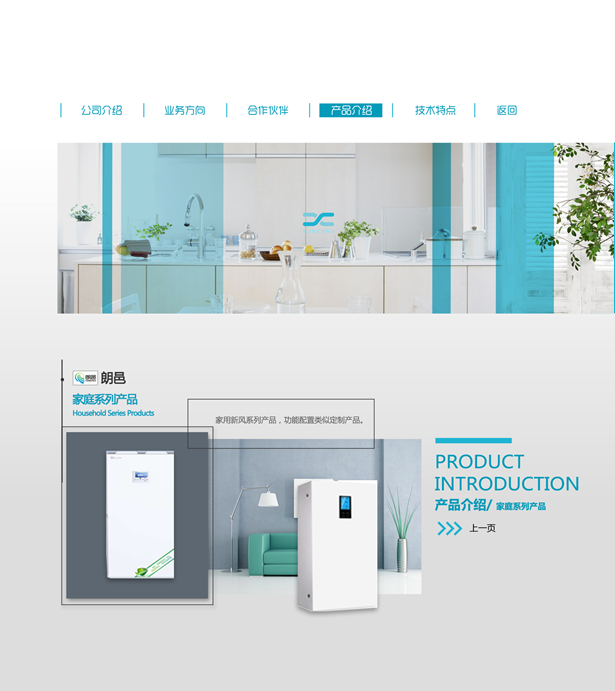 公司介绍
业务方向
合作伙伴
产品介绍
技术特点
返回
朗邑
家庭系列产品
Household Series Products
家用新风系列产品，功能配置类似定制产品。
PRODUCT
INTRODUCTION
产品介绍/ 家庭系列产品
上一页